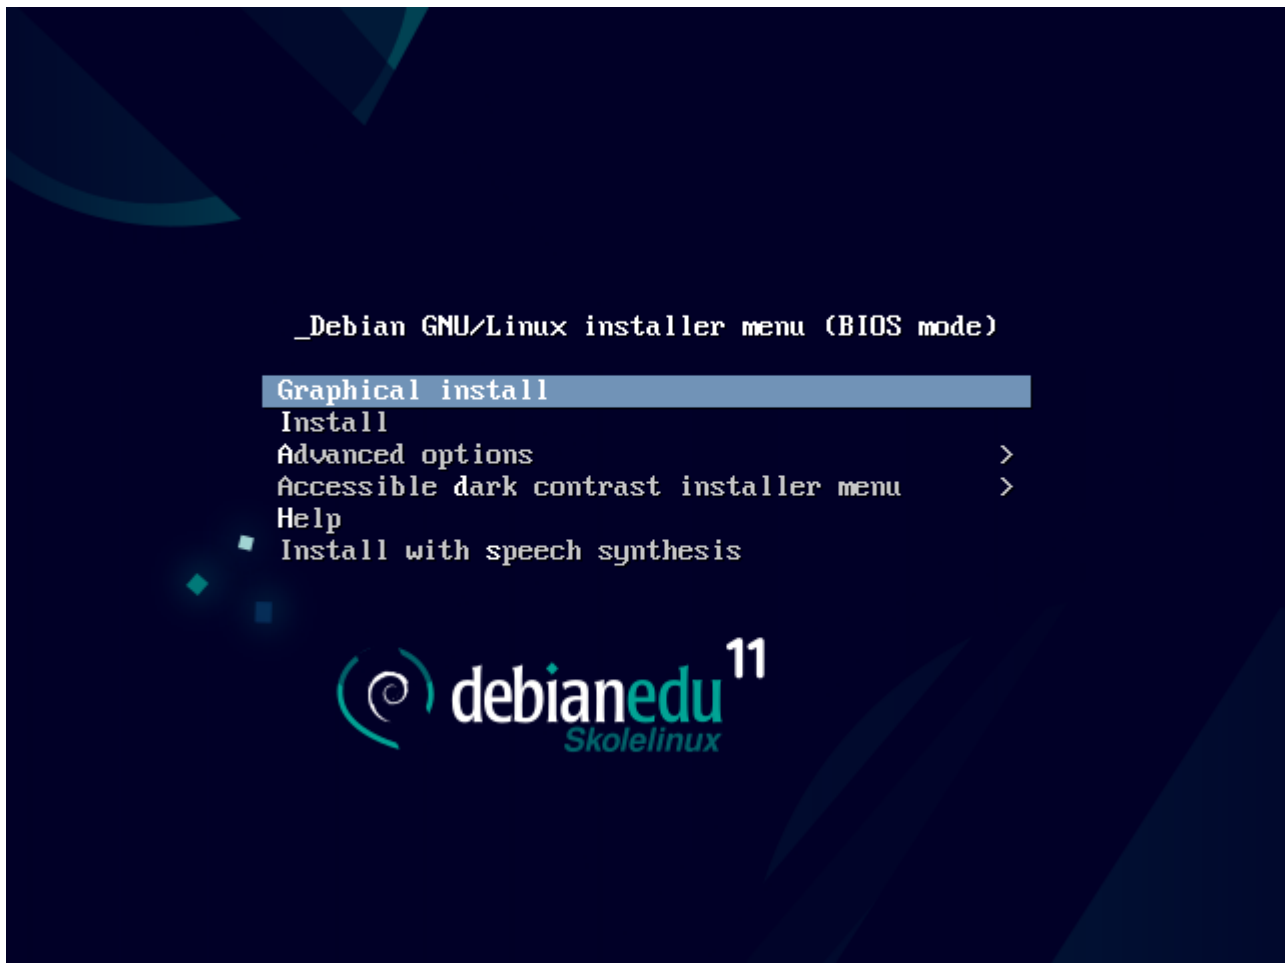 _Debian GNU/Linux installer menu (BIOS mode)
Graphical install
Install
Advanced options >
Accessible dark contrast installer menu >
Help
Install with speech synthesis
debianedu 11
Skolelinux